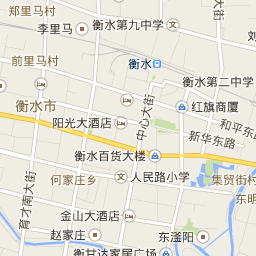 郑里马村
李里马
衡水第九中学
刘
前里马村
衡水
衡水第二中学
衡水市
红旗商厦
阳光大酒店
中心大街
和平东路
新华东路
衡水百货大楼
何家庄乡
人民路小学
集贸街村
育才南大街
东明
金山大酒店
赵家庄
东滏阳
衡甘达家居广场